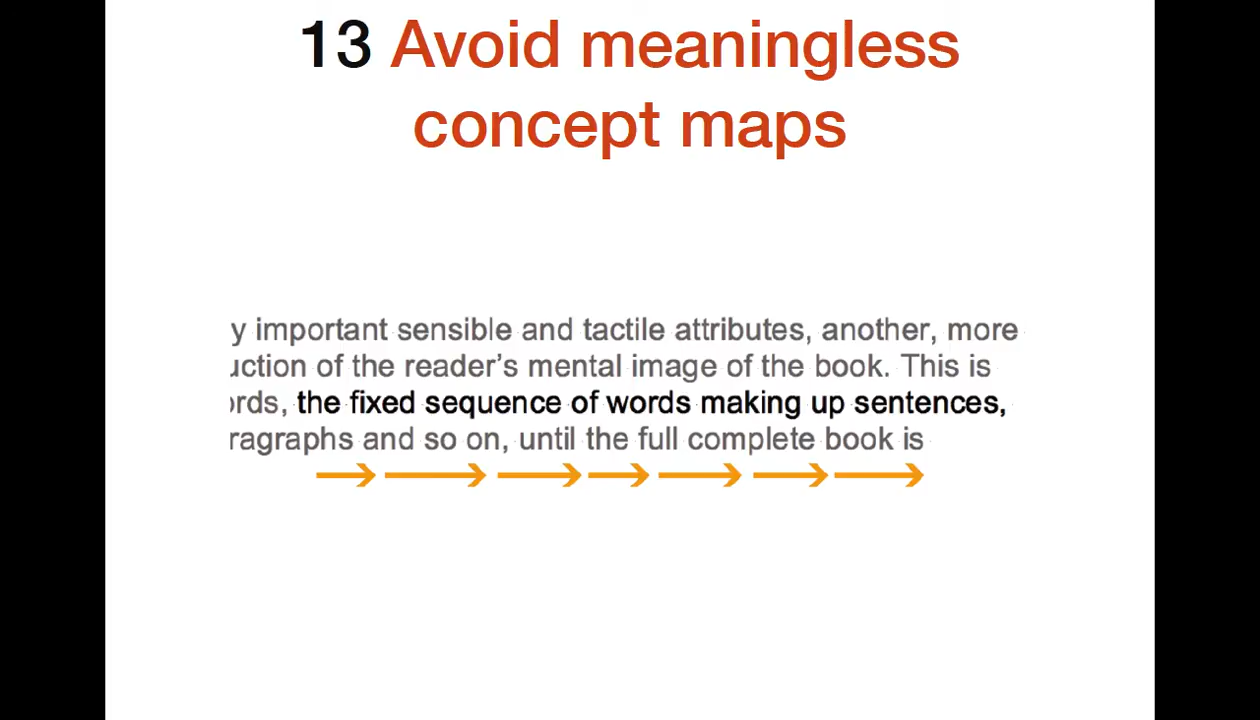 13 Avoid meaningless
concept maps
y important sensible and tactile attributes, another, more
uction of the reader's mental image of the book. This is
ords, the fixed sequence of words making up sentences,
ragraphs and so on, until the full complete book is